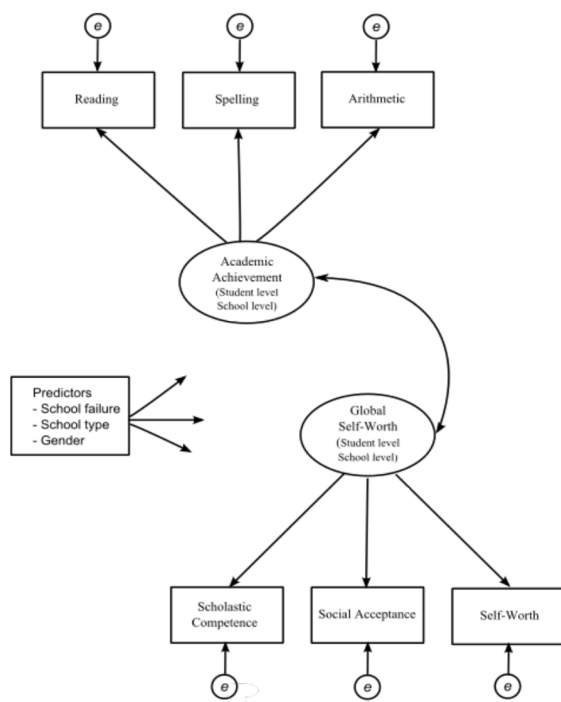 e e e
Reading Spelling Arithmetic
Academic
Achievement
(Student level
School level)
Predictors
- School failure
- School type
- Gender
Global
Self-Worth
(Student level
School level)
Scholastic
Competence
Social Acceptance
Self-Worth
e e e